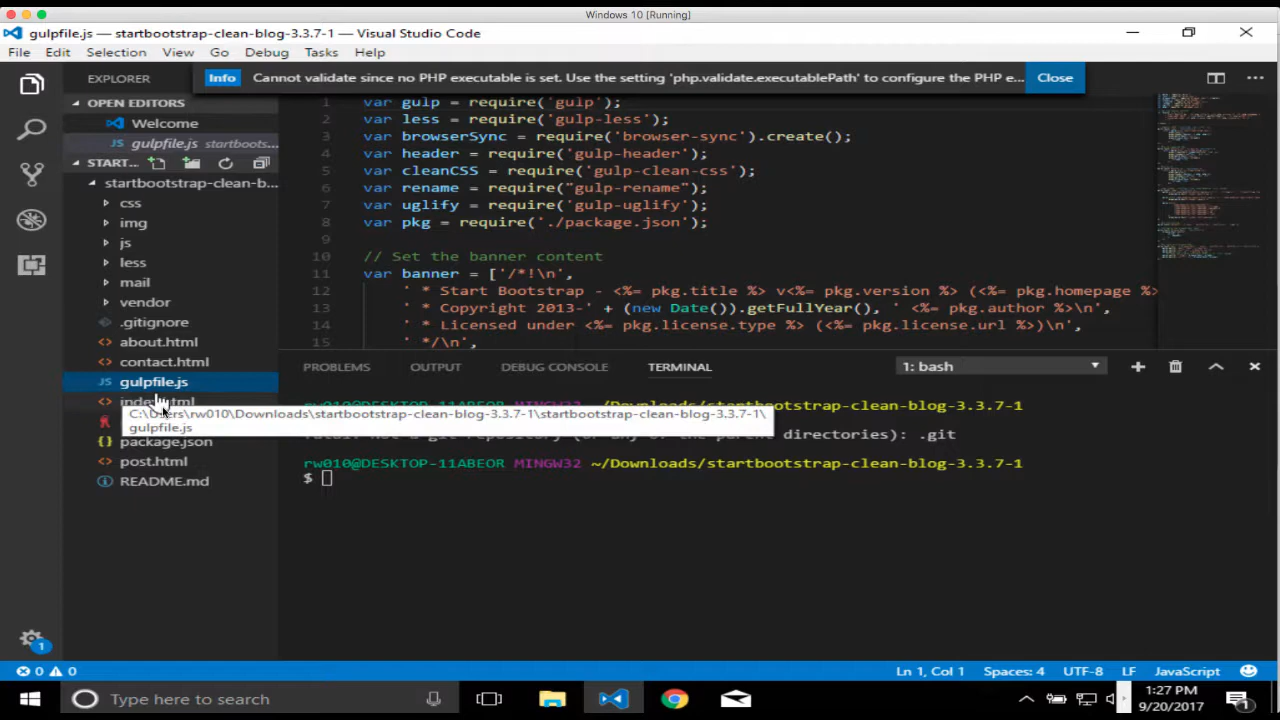 Windows 10 [Running]
gulpfile.js — startbootstrap-clean-blog-3.3.7-1 — Visual Studio Code
File Edit Selection View Go Debug Tasks Help
EXPLORER
Info Cannot validate since no PHP executable is set. Use the setting 'php.validate.executablePath' to configure the PHP e... Close
OPEN EDITORS
Welcome
JS gulpfile.js startboots...
START...
startbootstrap-clean-b...
css
img
js
less
mail
vendor
.gitignore
<> about.html
<> contact.html
JS gulpfile.js
<> index.html
{} package.json
<> post.html
README.md
1 var gulp = require('gulp');
2 var less = require('gulp-less');
3 var browserSync = require('browser-sync').create();
4 var header = require('gulp-header');
5 var cleanCSS = require('gulp-clean-css');
6 var rename = require("gulp-rename");
7 var uglify = require('gulp-uglify');
8 var pkg = require('./package.json');
9
10 // Set the banner content
11 var banner = ['/*!\n',
12 ' * Start Bootstrap - <%= pkg.title %> v<%= pkg.version %> (<%= pkg.homepage %>
13 ' * Copyright 2013-' + (new Date()).getFullYear(), ' <%= pkg.author %>\n',
14 ' * Licensed under <%= pkg.license.type %> (<%= pkg.license.url %>)\n',
15 ' */\n',
PROBLEMS OUTPUT DEBUG CONSOLE TERMINAL 1: bash
rw010@DESKTOP-11ABEOR MINGW32 ~/Downloads/startbootstrap-clean-blog-3.3.7-1
C:\Users\rw010\Downloads\startbootstrap-clean-blog-3.3.7-1\startbootstrap-clean-blog-3.3.7-1\
gulpfile.js
directories): .git
rw010@DESKTOP-11ABEOR MINGW32 ~/Downloads/startbootstrap-clean-blog-3.3.7-1
$
1
0 0 Ln 1, Col 1 Spaces: 4 UTF-8 LF JavaScript
Type here to search
1:27 PM
9/20/2017
1